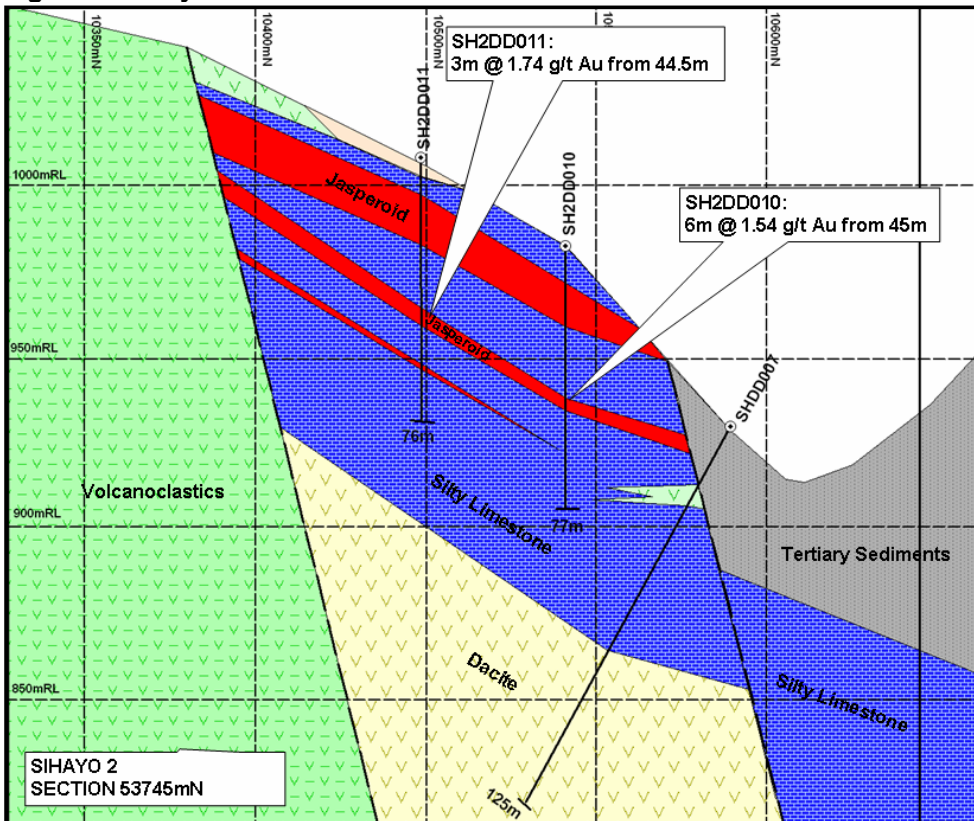 10350mN
10400mN
10500mN
10600mN
SH2DD011:
3m @ 1.74 g/t Au from 44.5m
SH2DD011
SH2DD010
1000mRL
Jasperoid
SH2DD010:
6m @ 1.54 g/t Au from 45m
Jasperoid
950mRL
SHDD007
76m
Volcanoclastics
Silty Limestone
77m
900mRL
Tertiary Sediments
Dacite
Silty Limestone
850mRL
SIHAYO 2
SECTION 53745mN
125m